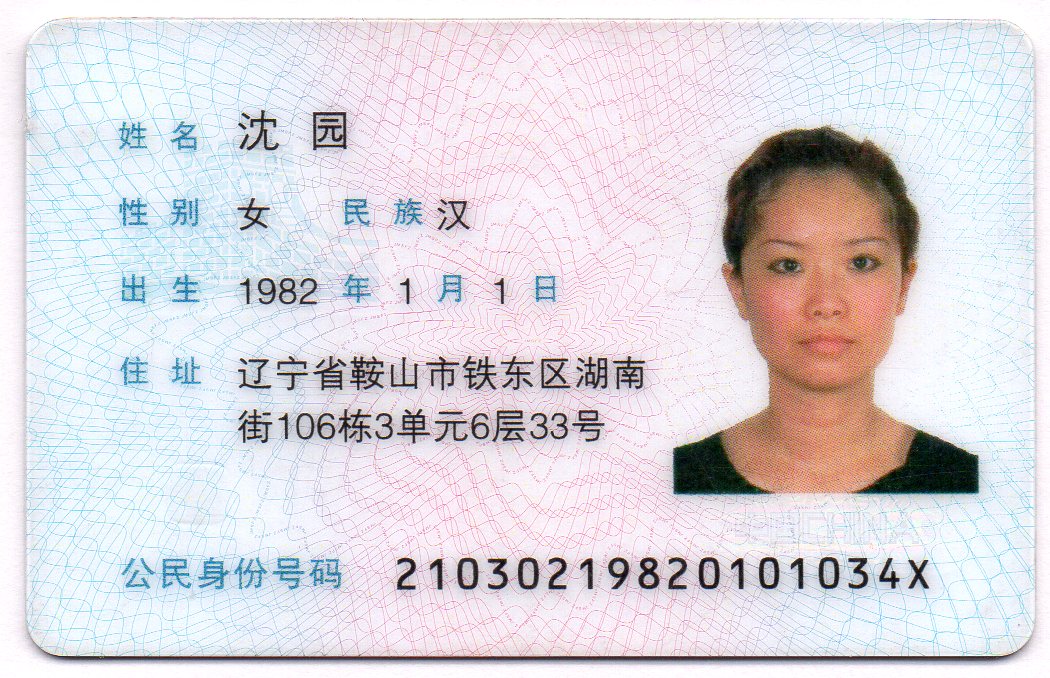 姓名 沈园
性别 女 民族 汉
出生 1982 年 1 月 1 日
住址 辽宁省鞍山市铁东区湖南
街106栋3单元6层33号
公民身份号码 21030219820101034X